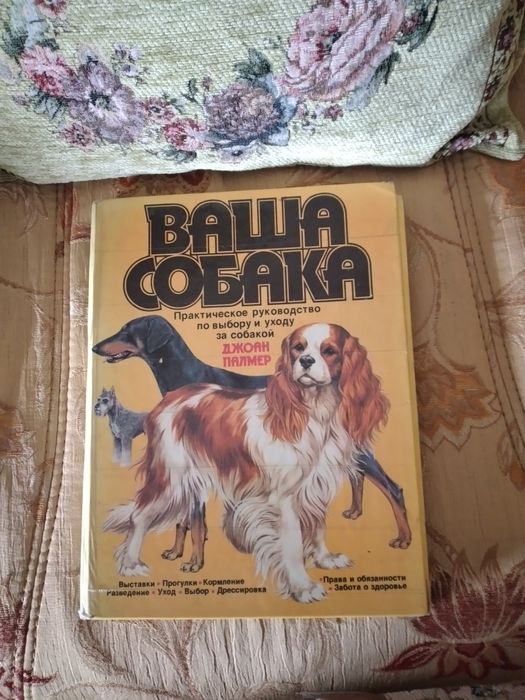 ВАША
СОБАКА
Практическое руководство
по выбору и уходу
за собакой
ДЖОАН
ПАЛМЕР
Выставки • Прогулки • Кормление
Разведение • Уход • Выбор • Дрессировка
• Права и обязанности
• Забота о здоровье